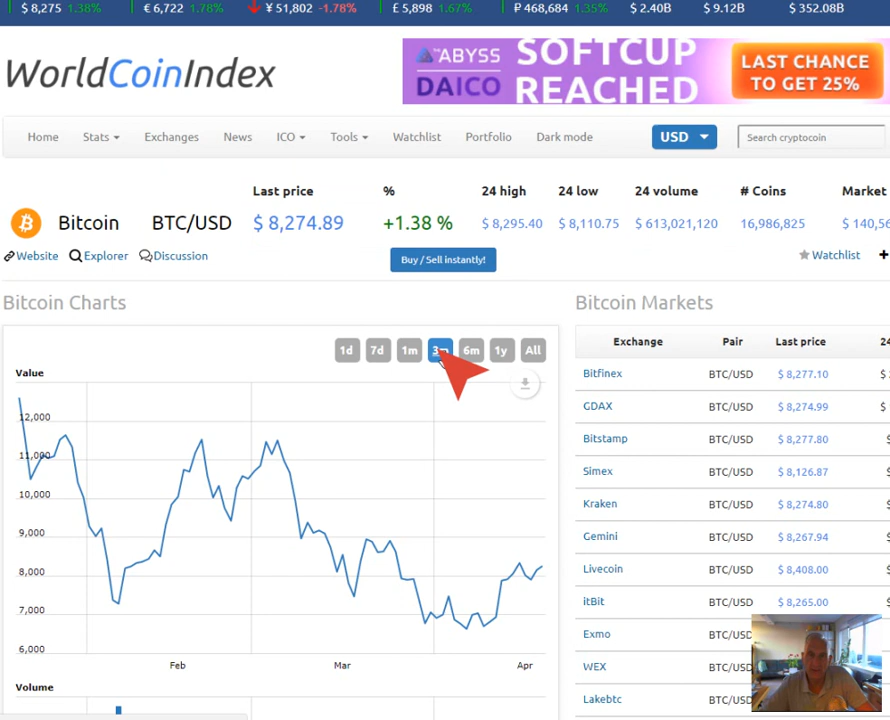 $ 8,275 1.38% € 6,722 1.78% ¥ 51,802 -1.78% £ 5,898 1.67% ₽ 468,684 1.35% $ 2.40B $ 9.12B $ 352.08B
WorldCoinIndex
THE ABYSS
DAICO
SOFTCUP
REACHED
LAST CHANCE
TO GET 25%
Home Stats Exchanges News ICO Tools Watchlist Portfolio Dark mode USD Search cryptocoin
Last price % 24 high 24 low 24 volume # Coins Market
Bitcoin BTC/USD $ 8,274.89 +1.38 % $ 8,295.40 $ 8,110.75 $ 613,021,120 16,986,825 $ 140,56
Website Explorer Discussion Buy / Sell instantly! Watchlist
Bitcoin Charts
1d 7d 1m 3m 6m 1y All
Value
12,000
11,000
10,000
9,000
8,000
7,000
6,000
Feb Mar Apr
Volume
Bitcoin Markets
Exchange Pair Last price 24
Bitfinex BTC/USD $ 8,277.10 $
GDAX BTC/USD $ 8,274.99 $
Bitstamp BTC/USD $ 8,277.80 $
Simex BTC/USD $ 8,126.87 $
Kraken BTC/USD $ 8,274.80 $
Gemini BTC/USD $ 8,267.94 $
Livecoin BTC/USD $ 8,408.00 $
itBit BTC/USD $ 8,265.00 $
Exmo BTC/USD
WEX BTC/USD
Lakebtc BTC/USD